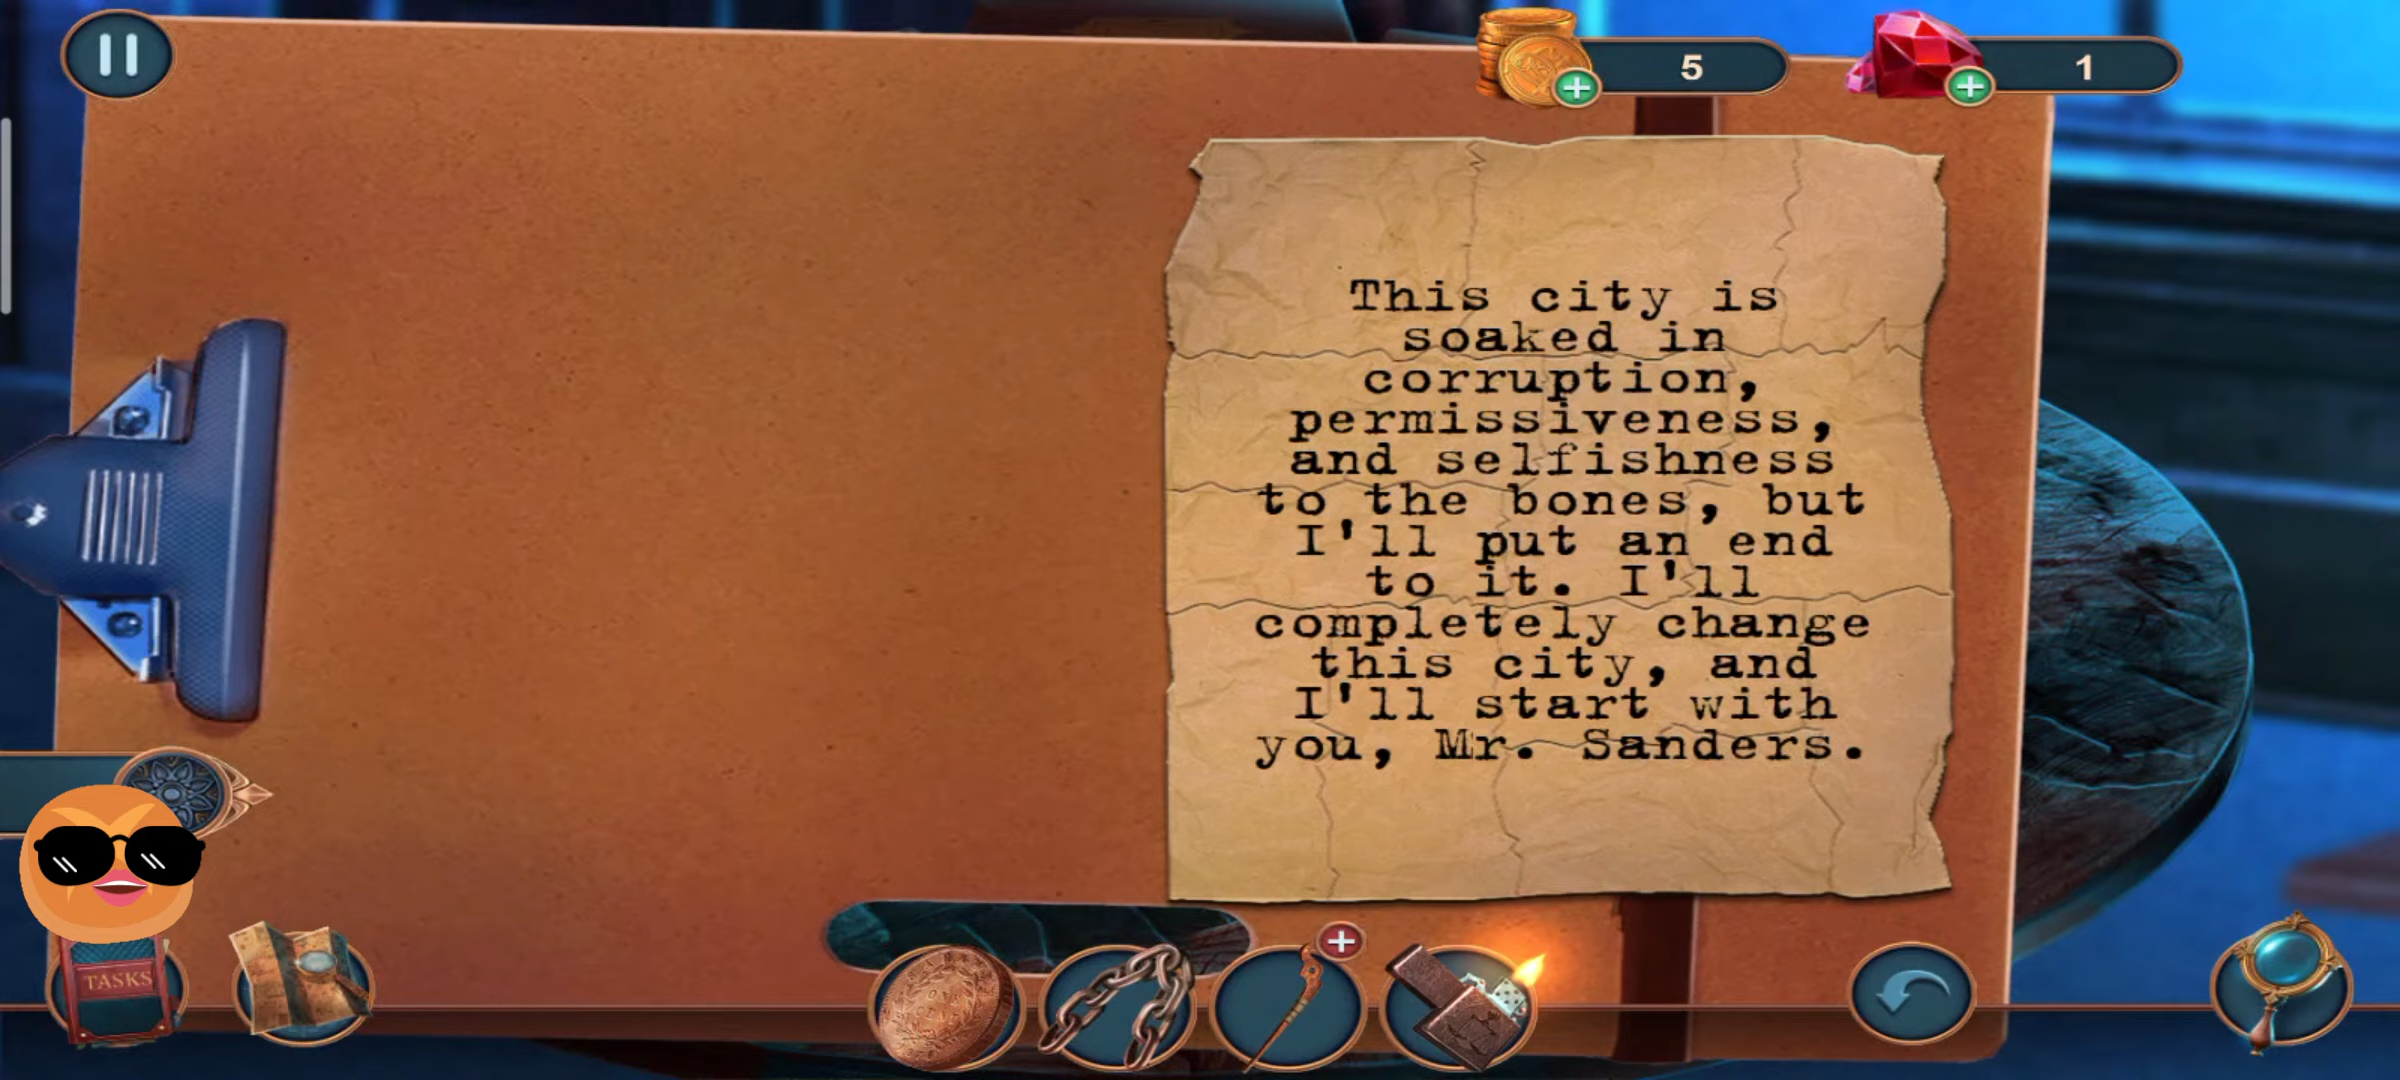 5
1
This city is
soaked in
corruption,
permissiveness,
and selfishness
to the bones, but
I'll put an end
to it. I'll
completely change
this city, and
I'll start with
you, Mr. Sanders.
TASKS